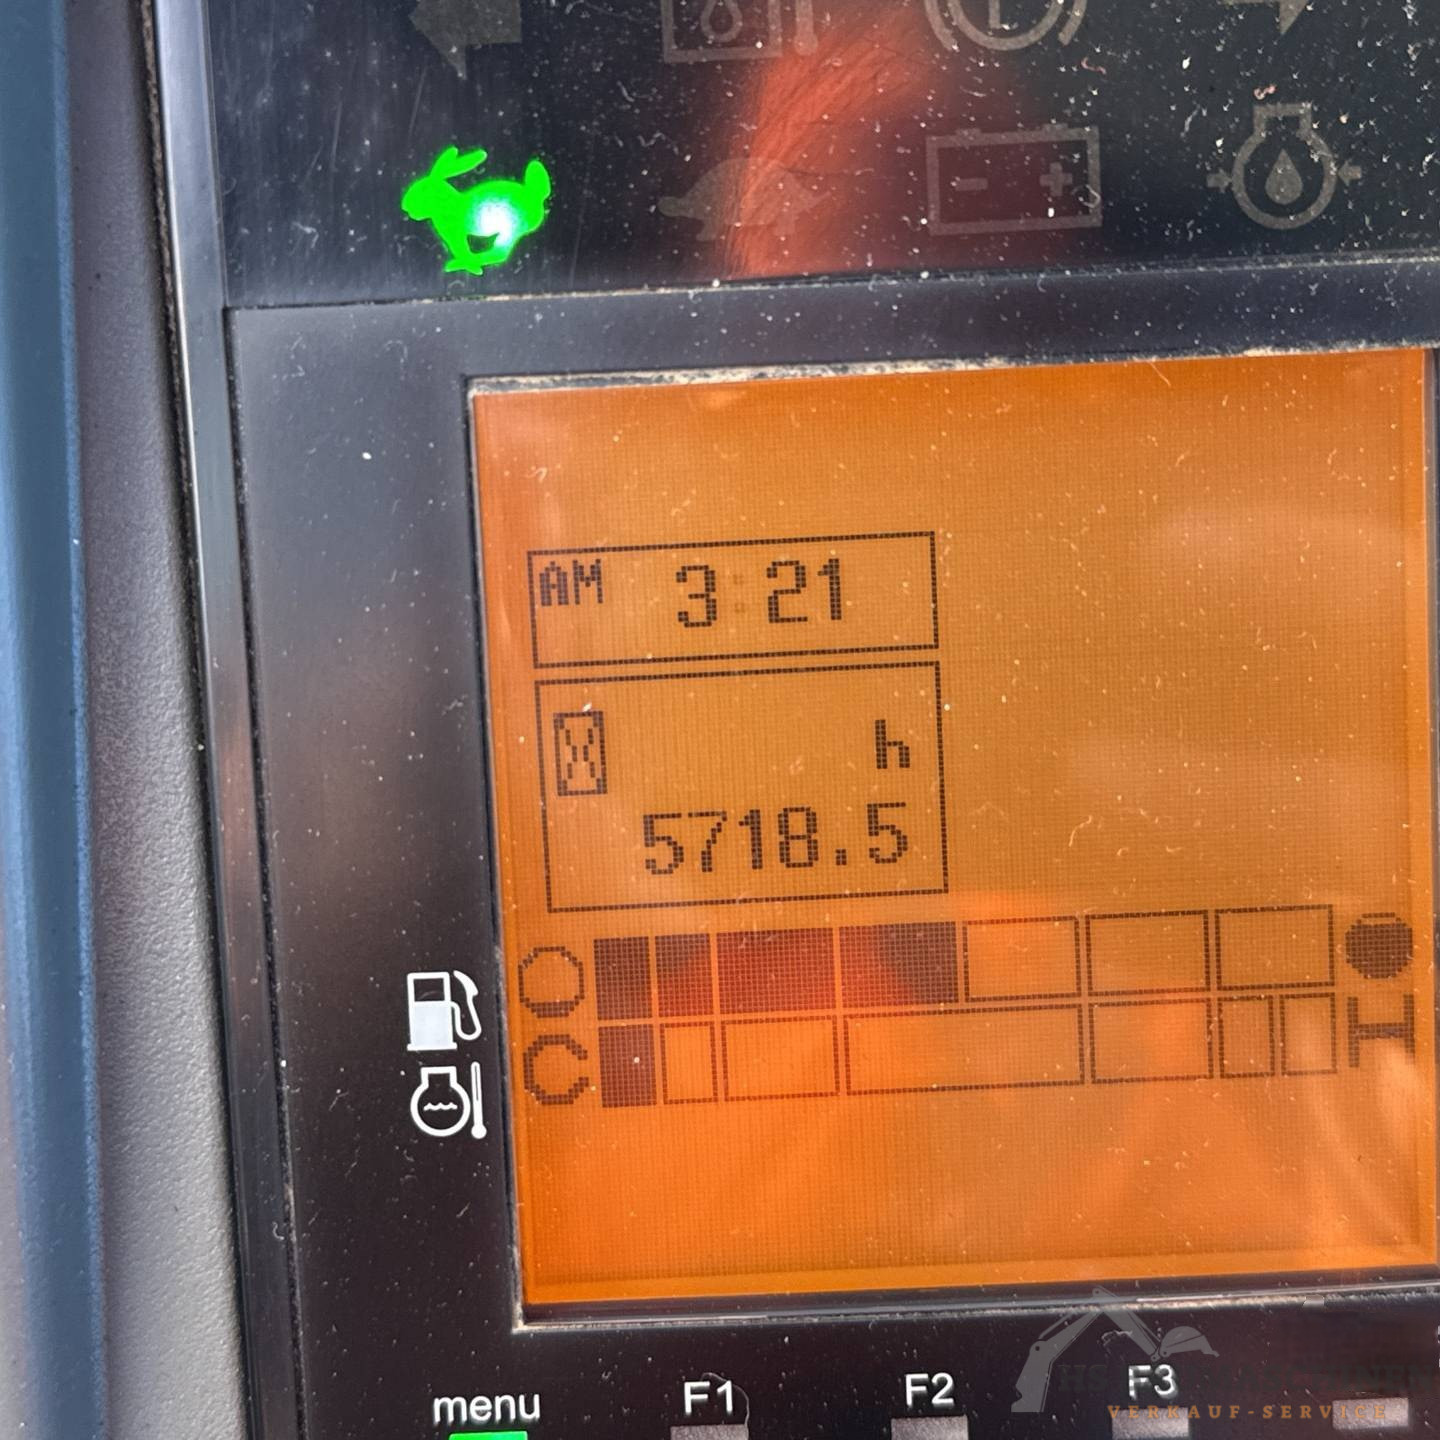 AM 3:21
h
5718.5
C H
menu F1 F2 F3
VERKAUF-SERVICE